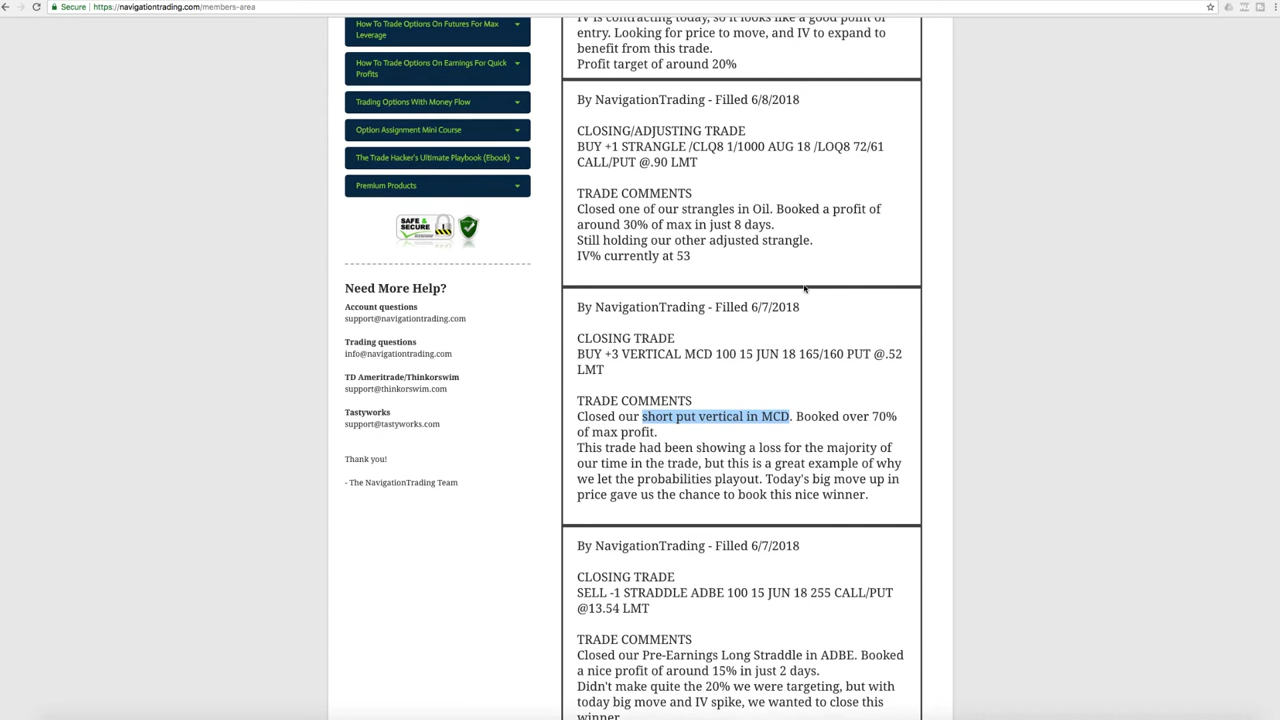 Secure
https://navigationtrading.com/members-area
How To Trade Options On Futures For Max
Leverage
How To Trade Options On Earnings For Quick
Profits
Trading Options With Money Flow
Option Assignment Mini Course
The Trade Hacker's Ultimate Playbook (Ebook)
Premium Products
SAFE &
SECURE
Need More Help?
Account questions
support@navigationtrading.com
Trading questions
info@navigationtrading.com
TD Ameritrade/Thinkorswim
support@thinkorswim.com
Tastyworks
support@tastyworks.com
Thank you!
- The NavigationTrading Team
IV is contracting today, so it looks like a good point of
entry. Looking for price to move, and IV to expand to
benefit from this trade.
Profit target of around 20%
By NavigationTrading - Filled 6/8/2018
CLOSING/ADJUSTING TRADE
BUY +1 STRANGLE /CLQ8 1/1000 AUG 18 /LOQ8 72/61
CALL/PUT @.90 LMT
TRADE COMMENTS
Closed one of our strangles in Oil. Booked a profit of
around 30% of max in just 8 days.
Still holding our other adjusted strangle.
IV% currently at 53
By NavigationTrading - Filled 6/7/2018
CLOSING TRADE
BUY +3 VERTICAL MCD 100 15 JUN 18 165/160 PUT @.52
LMT
TRADE COMMENTS
Closed our short put vertical in MCD. Booked over 70%
of max profit.
This trade had been showing a loss for the majority of
our time in the trade, but this is a great example of why
we let the probabilities playout. Today's big move up in
price gave us the chance to book this nice winner.
By NavigationTrading - Filled 6/7/2018
CLOSING TRADE
SELL -1 STRADDLE ADBE 100 15 JUN 18 255 CALL/PUT
@13.54 LMT
TRADE COMMENTS
Closed our Pre-Earnings Long Straddle in ADBE. Booked
a nice profit of around 15% in just 2 days.
Didn't make quite the 20% we were targeting, but with
today big move and IV spike, we wanted to close this
winner.